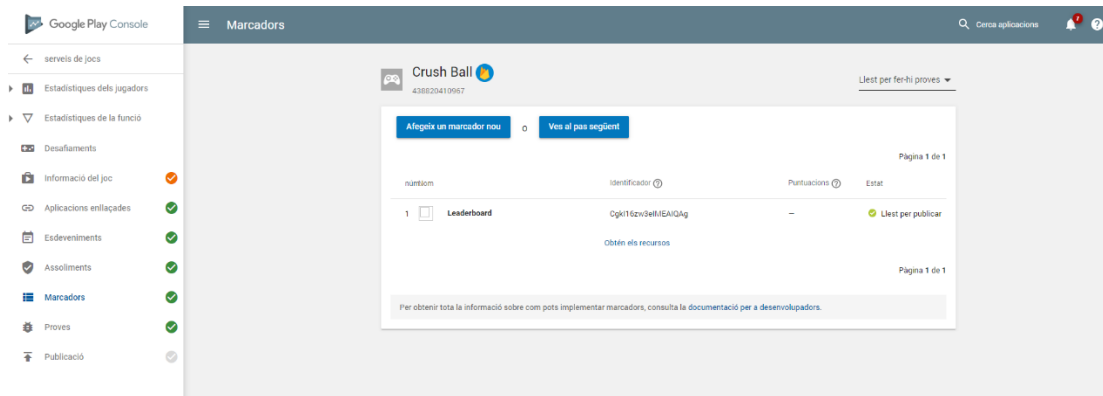 Google Play Console
Marcadors
Cerca aplicacions
serveis de jocs
Estadístiques dels jugadors
Estadístiques de la funció
Desafiaments
Informació del joc
Aplicacions enllaçades
Esdeveniments
Assoliments
Marcadors
Proves
Publicació
Crush Ball
438820410967
Llest per fer-hi proves
Afegeix un marcador nou o Ves al pas següent
Pàgina 1 de 1
númtiom Identificador Puntuacions Estat
1 Leaderboard – Llest per publicar
Obtén els recursos
Pàgina 1 de 1
Per obtenir tota la informació sobre com pots implementar marcadors, consulta la documentació per a desenvolupadors.